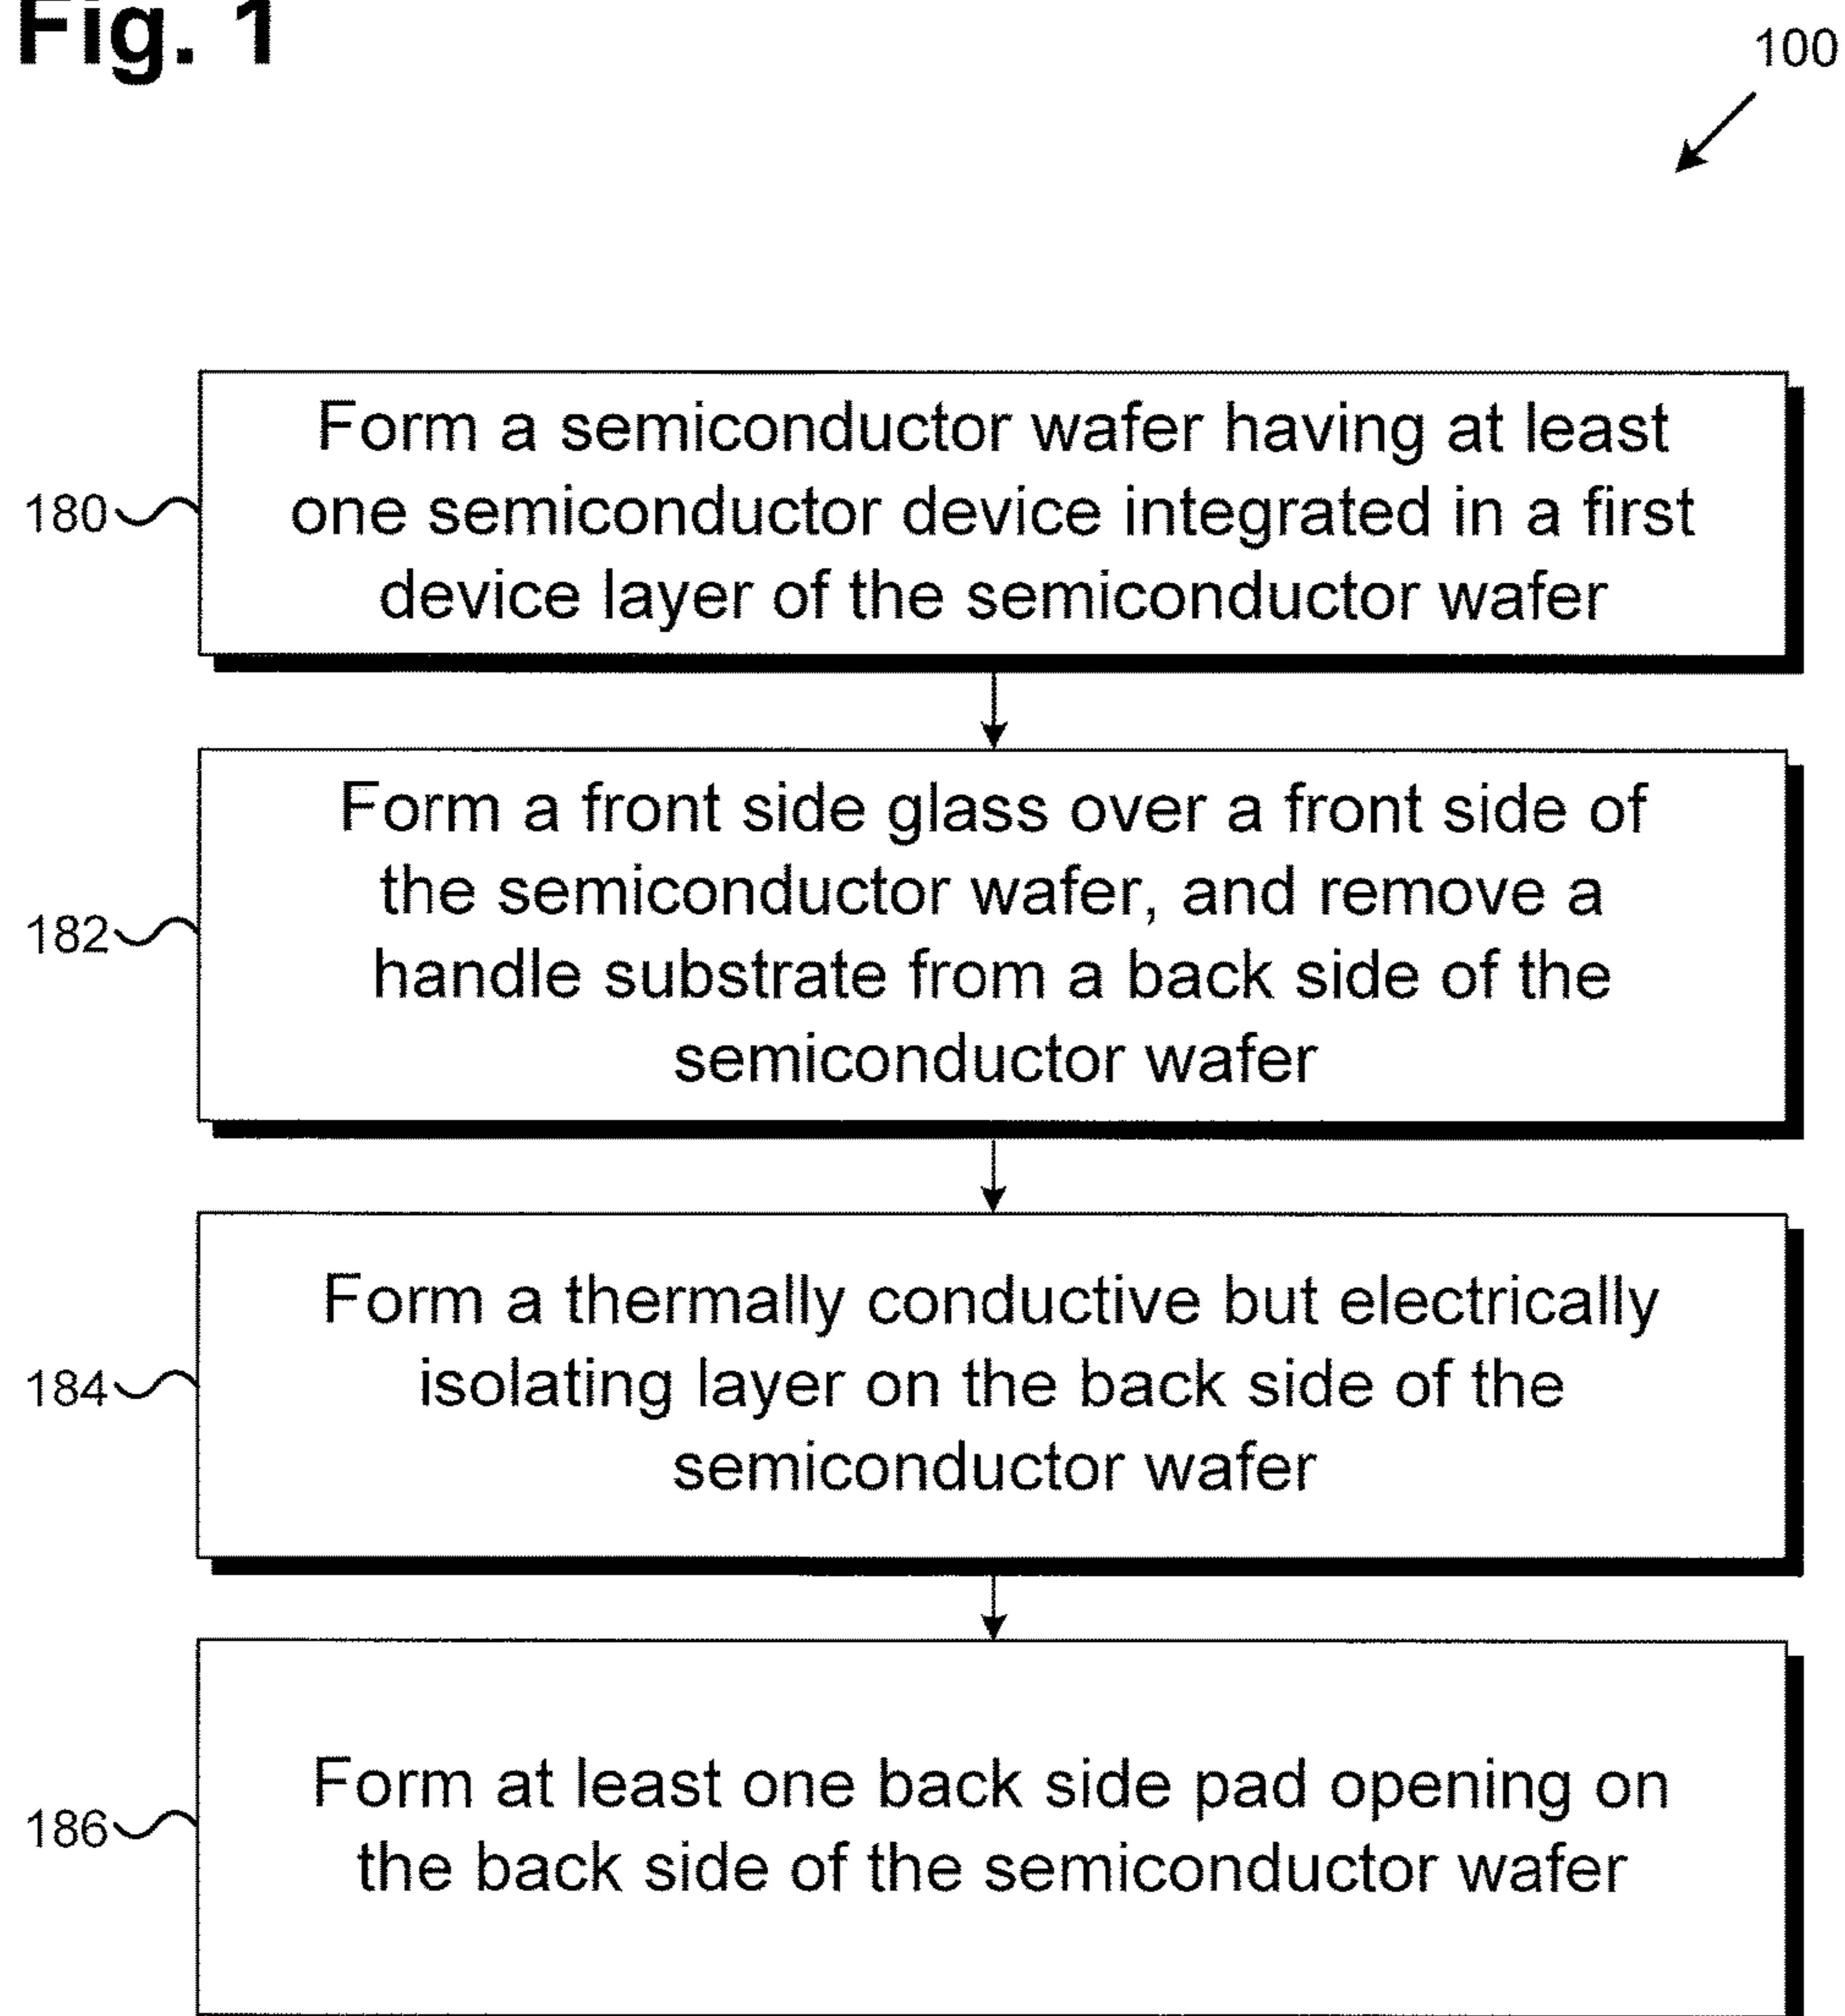 Fig. 1
100
Form a semiconductor wafer having at least
one semiconductor device integrated in a first
device layer of the semiconductor wafer
180
Form a front side glass over a front side of
the semiconductor wafer, and remove a
handle substrate from a back side of the
semiconductor wafer
182
Form a thermally conductive but electrically
isolating layer on the back side of the
semiconductor wafer
184
Form at least one back side pad opening on
the back side of the semiconductor wafer
186